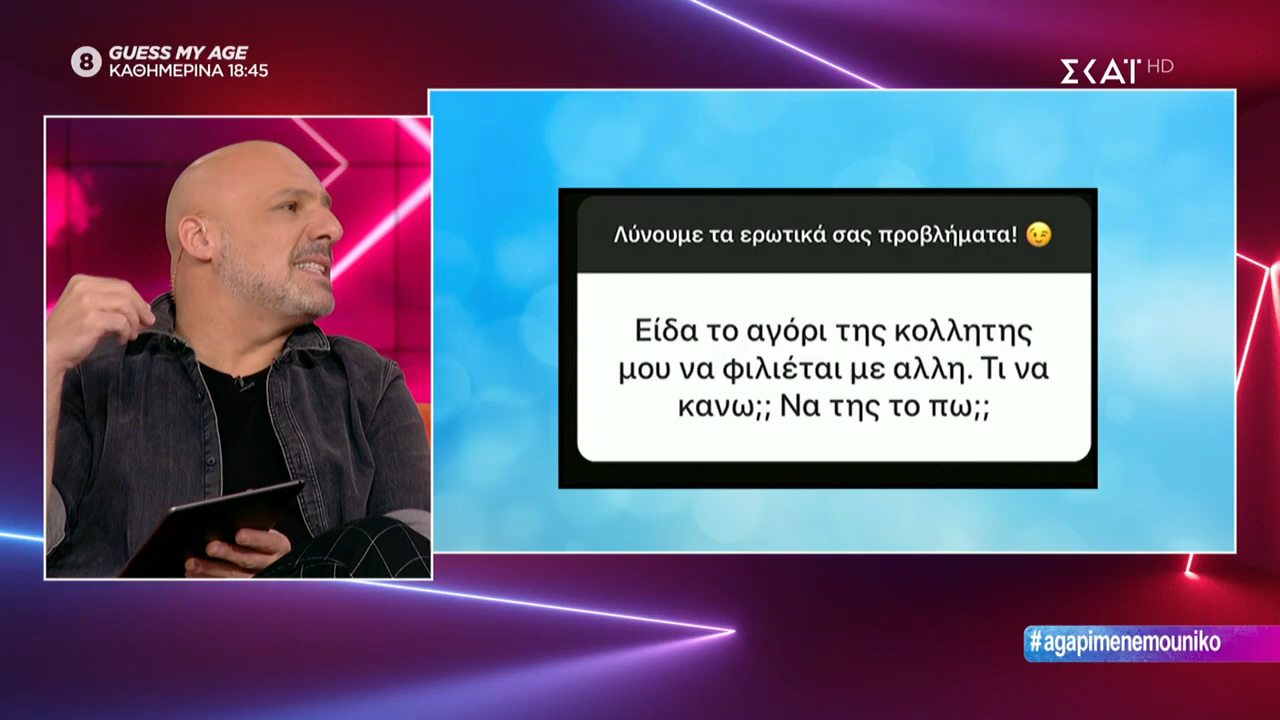 8
GUESS MY AGE
ΚΑΘΗΜΕΡΙΝΑ 18:45
ΣΚΑΪ HD
Λύνουμε τα ερωτικά σας προβλήματα! 😉
Είδα το αγόρι της κολλητης
μου να φιλιέται με αλλη. Τι να
κανω;; Να της το πω;;
#agapimenemouniko